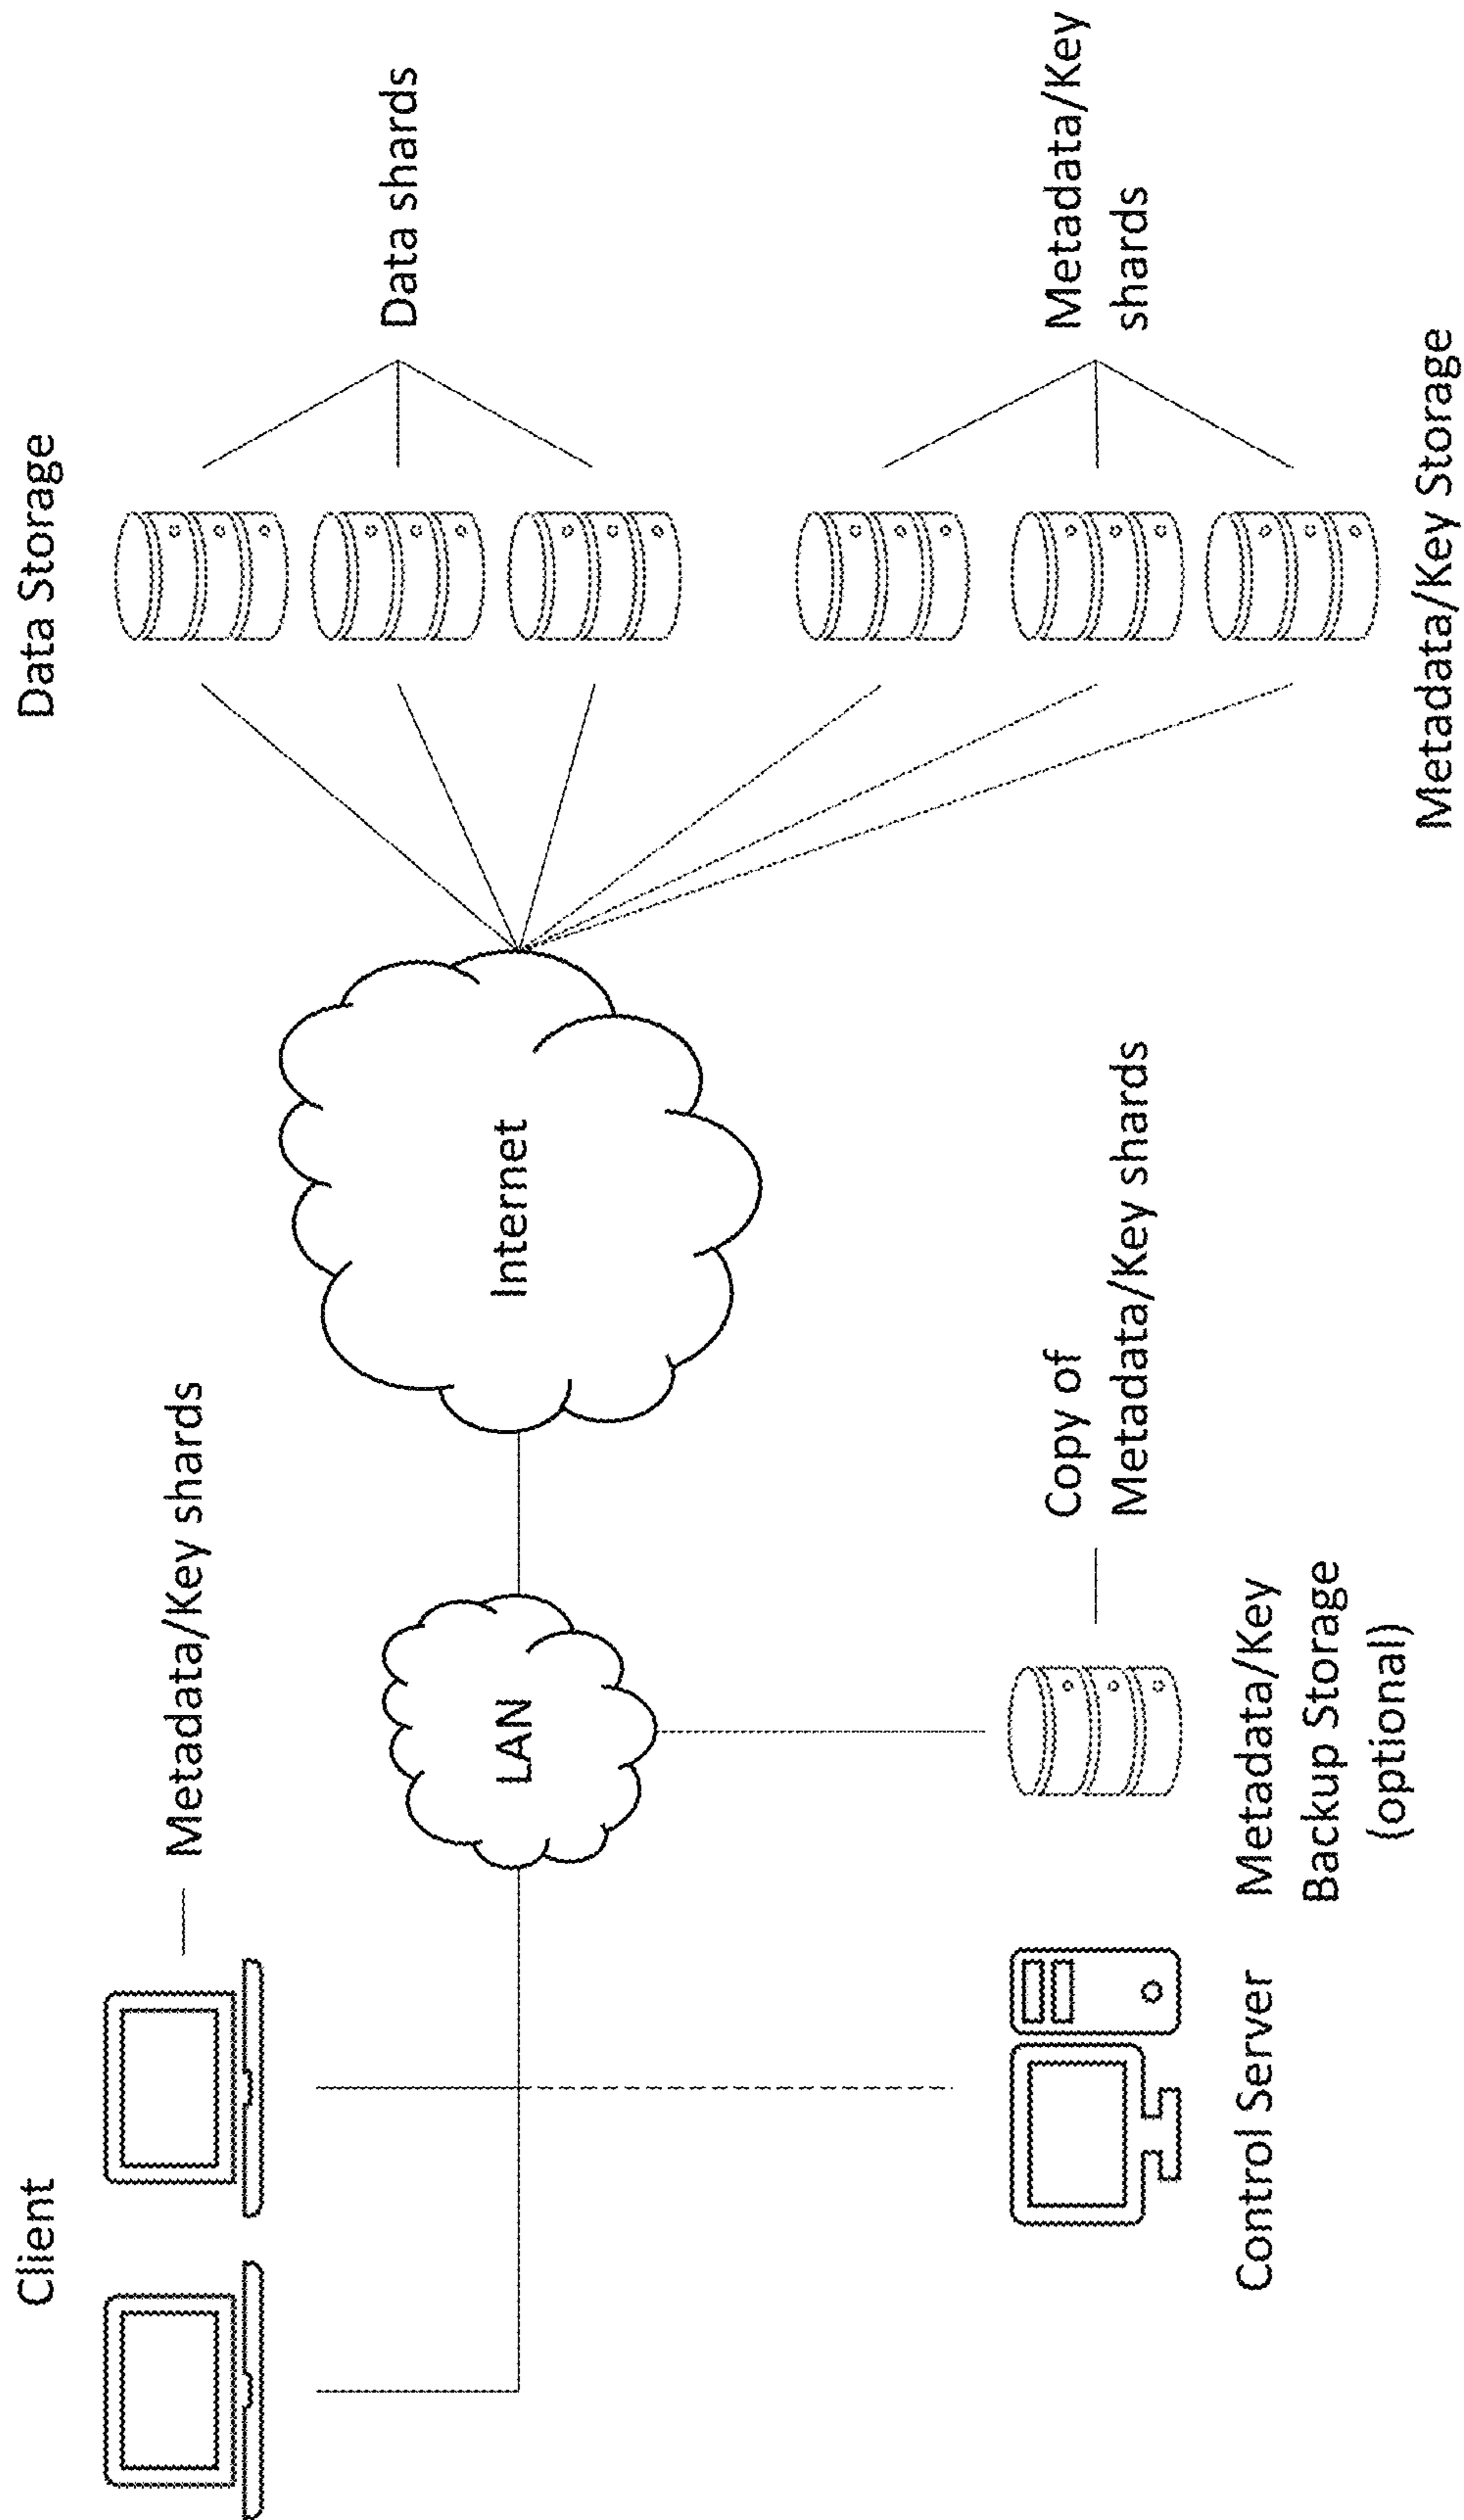 Client
Metadata/Key shards
Data Storage
Data shards
LAN
Internet
Control Server
Metadata/Key
Backup Storage
(optional)
Copy of
Metadata/Key shards
Metadata/Key
shards
Metadata/Key Storage